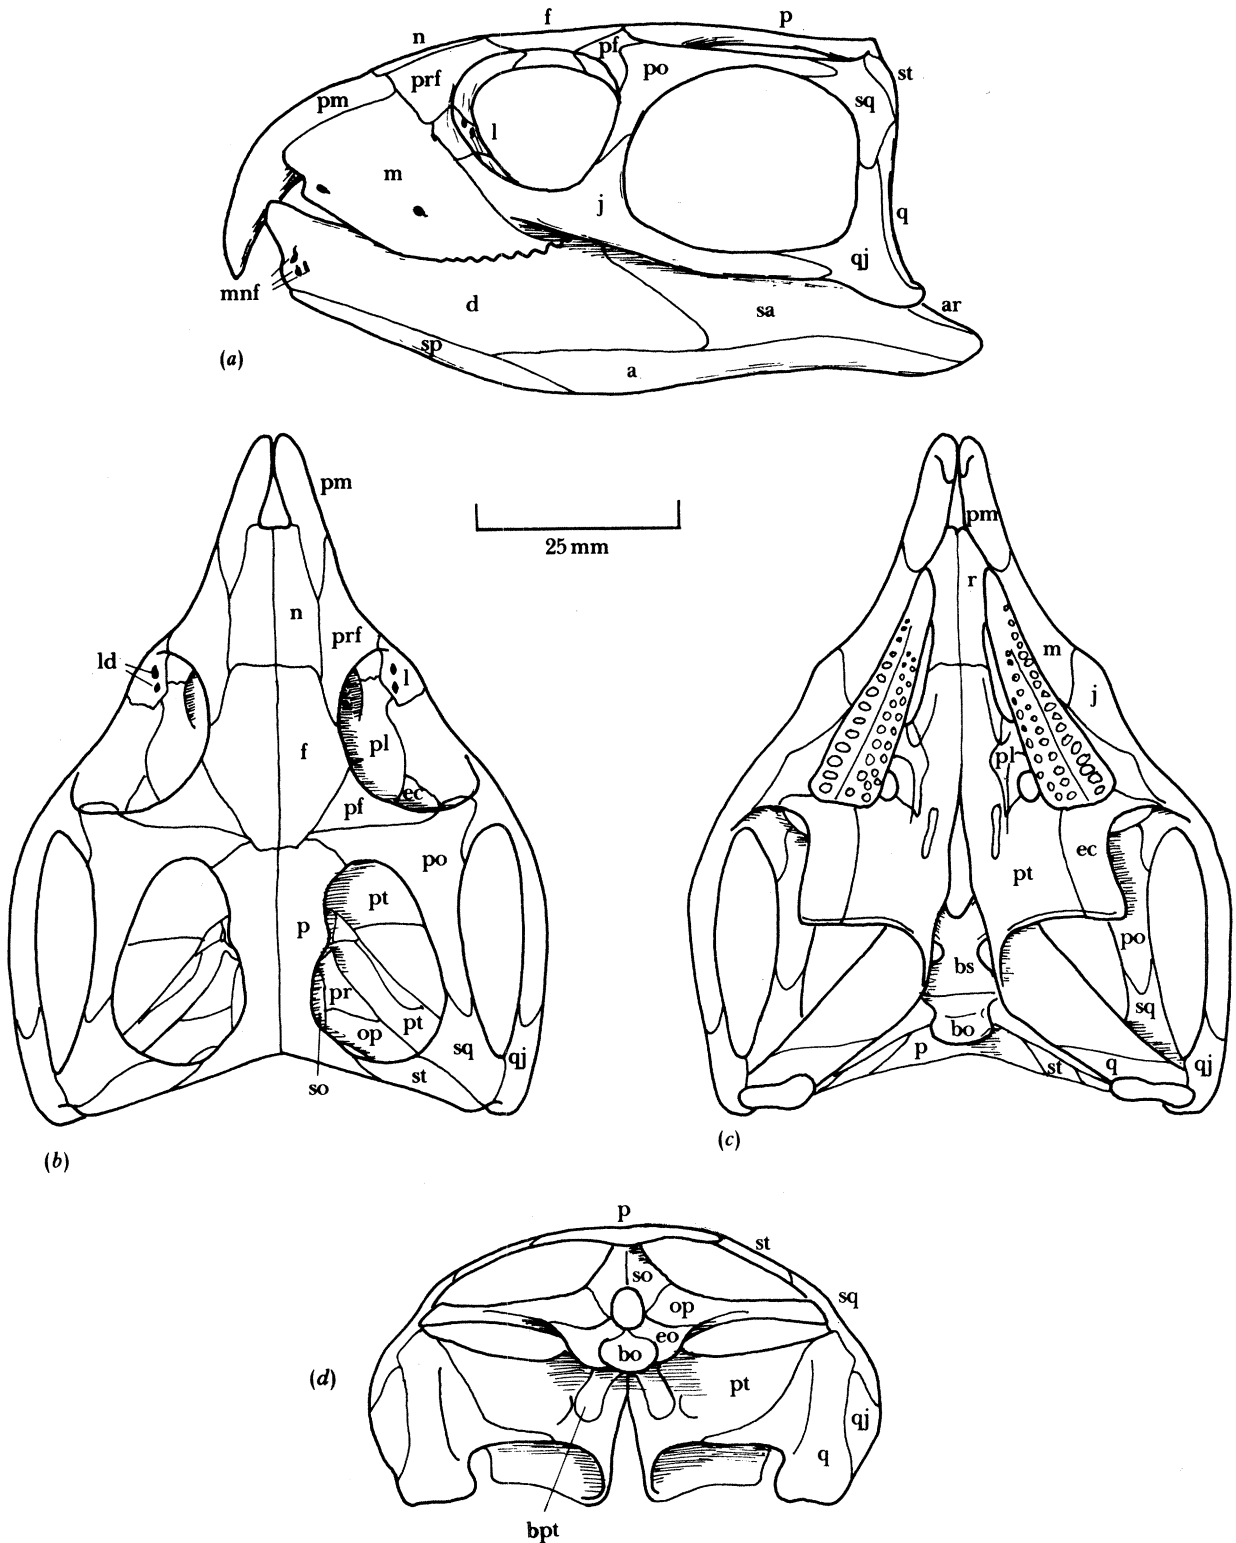 f
p
n
pf
po
st
prf
sq
pm
l
m
j
q
qj
mnf
d
sa
ar
sp
a
(a)
pm
25 mm
pm
r
n
prf
m
ld
l
j
f
pl
pl
ec
pf
po
ec
pt
pt
p
po
bs
pr
sq
pt
op
bo
sq
qj
p
st
st
q
qj
so
(b)
(c)
p
st
so
sq
op
eo
bo
(d)
pt
qj
q
bpt